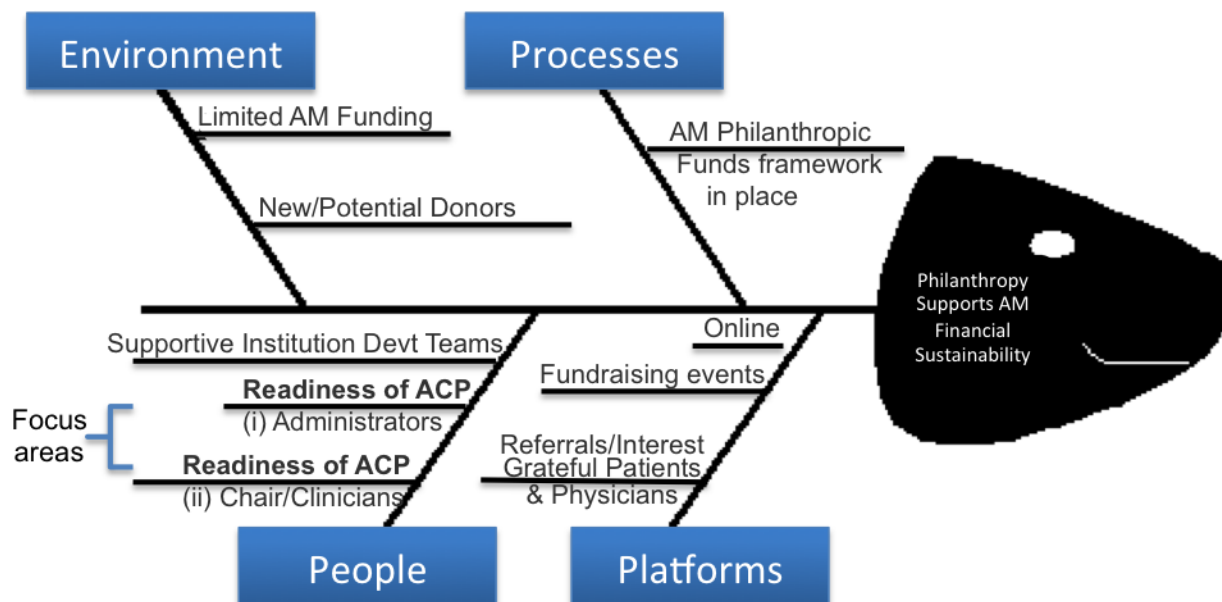 Environment
Processes
Limited AM Funding
AM Philanthropic
Funds framework
in place
New/Potential Donors
Philanthropy
Supports AM
Financial
Sustainability
Supportive Institution Devt Teams
Readiness of ACP
(i) Administrators
Focus
areas
Readiness of ACP
(ii) Chair/Clinicians
Online
Fundraising events
Referrals/Interest
Grateful Patients
& Physicians
People
Platforms